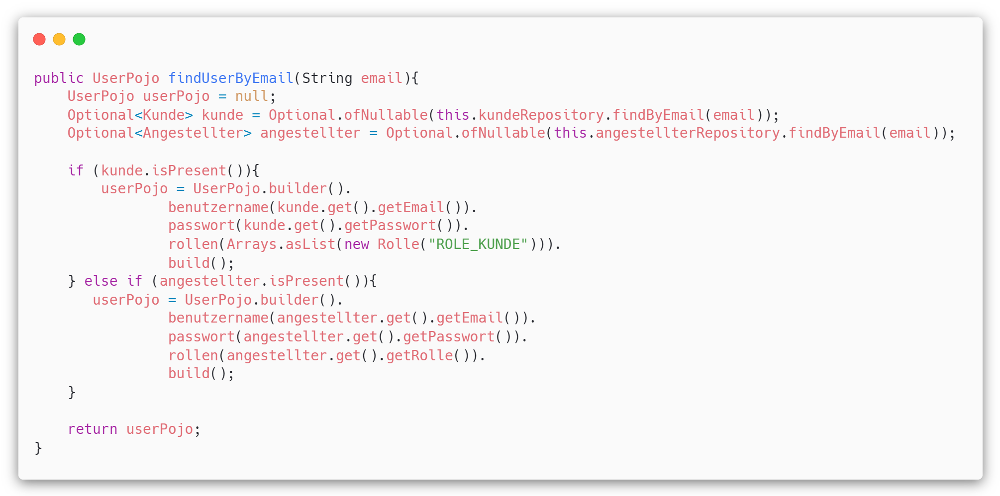 public UserPojo findUserByEmail(String email){
    UserPojo userPojo = null;
    Optional<Kunde> kunde = Optional.ofNullable(this.kundeRepository.findByEmail(email));
    Optional<Angestellter> angestellter = Optional.ofNullable(this.angestellterRepository.findByEmail(email));

    if (kunde.isPresent()){
        userPojo = UserPojo.builder().
                benutzername(kunde.get().getEmail()).
                passwort(kunde.get().getPasswort()).
                rollen(Arrays.asList(new Rolle("ROLE_KUNDE"))).
                build();
    } else if (angestellter.isPresent()){
       userPojo = UserPojo.builder().
                benutzername(angestellter.get().getEmail()).
                passwort(angestellter.get().getPasswort()).
                rollen(angestellter.get().getRolle()).
                build();
    }

    return userPojo;
}